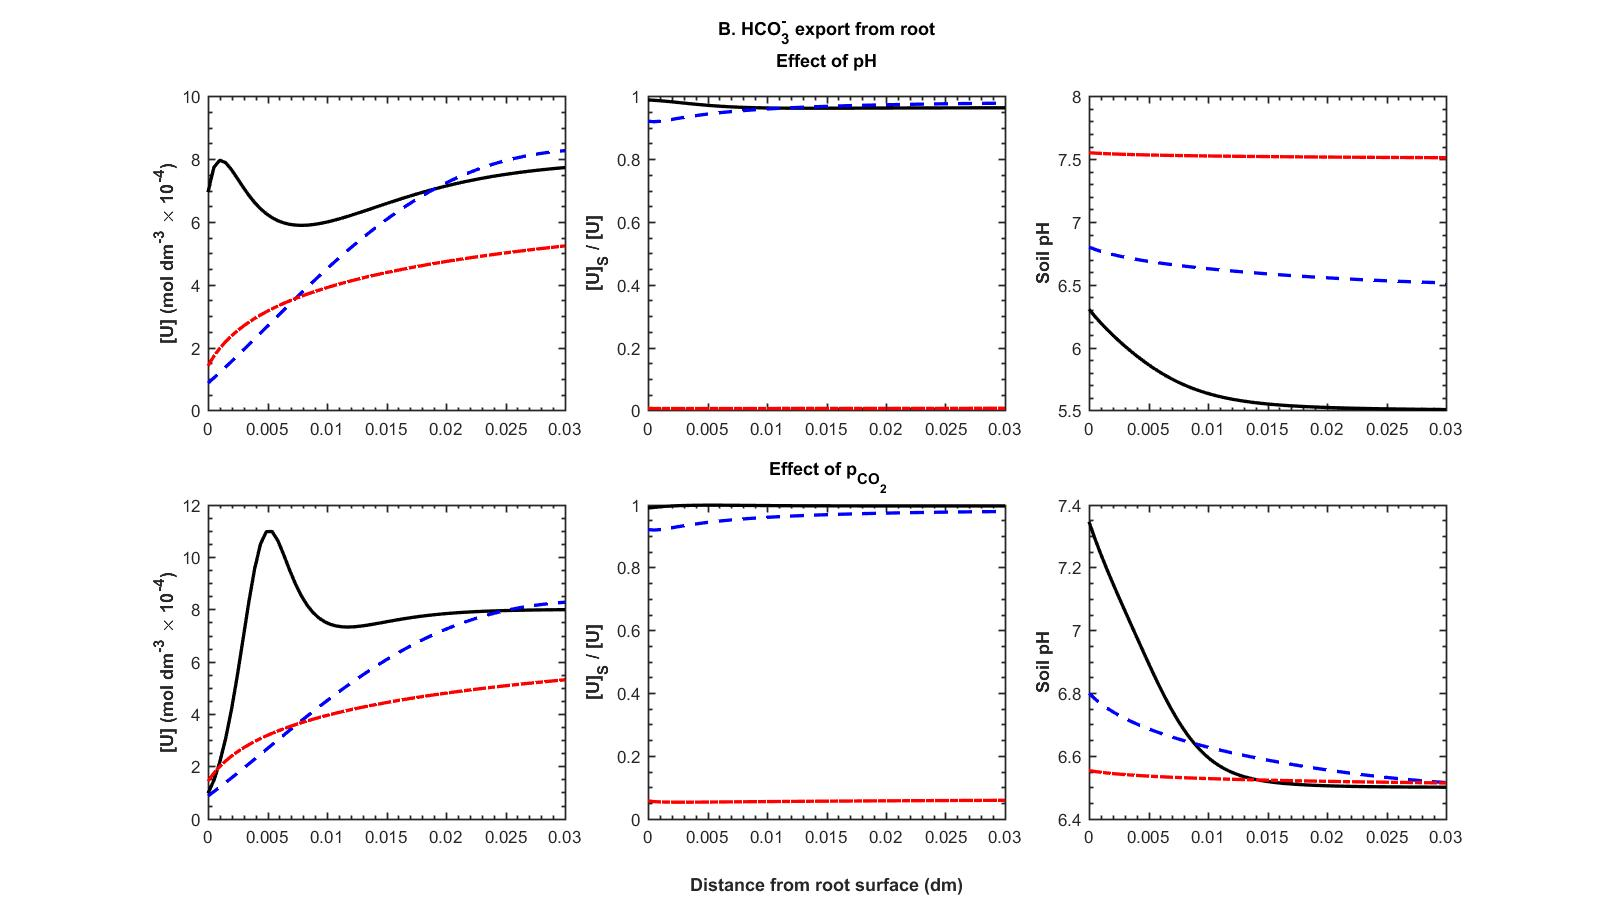 B. HCO3- export from root
Effect of pH
[U] (mol dm-3 × 10-4)
10
8
6
4
2
0
0 0.005 0.01 0.015 0.02 0.025 0.03
[U]S / [U]
1
0.8
0.6
0.4
0.2
0
0 0.005 0.01 0.015 0.02 0.025 0.03
Soil pH
8
7.5
7
6.5
6
5.5
0 0.005 0.01 0.015 0.02 0.025 0.03
Effect of pCO2
[U] (mol dm-3 × 10-4)
12
10
8
6
4
2
0
0 0.005 0.01 0.015 0.02 0.025 0.03
[U]S / [U]
1
0.8
0.6
0.4
0.2
0
0 0.005 0.01 0.015 0.02 0.025 0.03
Soil pH
7.4
7.2
7
6.8
6.6
6.4
0 0.005 0.01 0.015 0.02 0.025 0.03
Distance from root surface (dm)